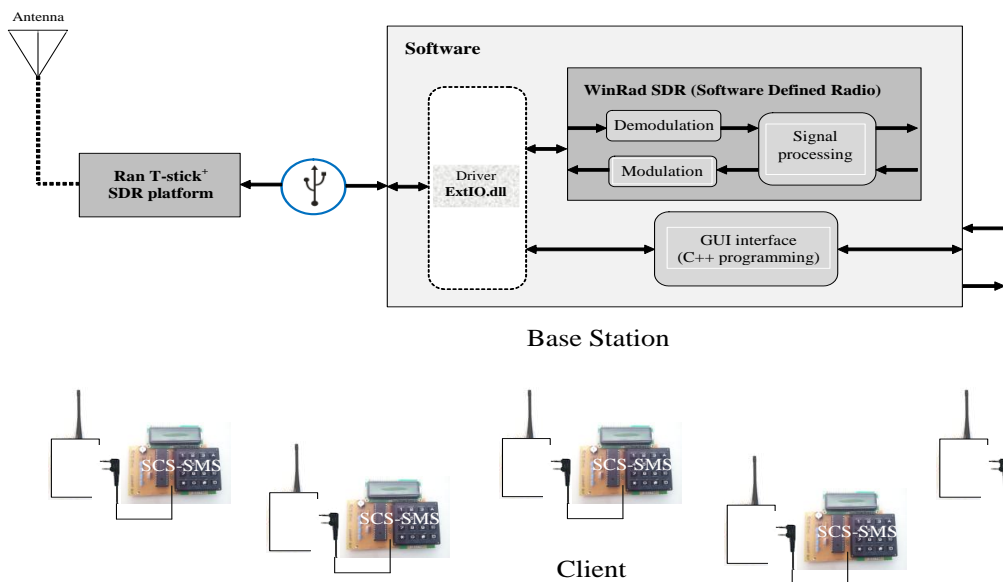 Antenna
Software
WinRad SDR (Software Defined Radio)
Demodulation
Signal
processing
Modulation
Ran T-stick+
SDR platform
Driver
ExtIO.dll
GUI interface
(C++ programming)
Base Station
SCS-SMS
SCS-SMS
SCS-SMS
SCS-SMS
Client